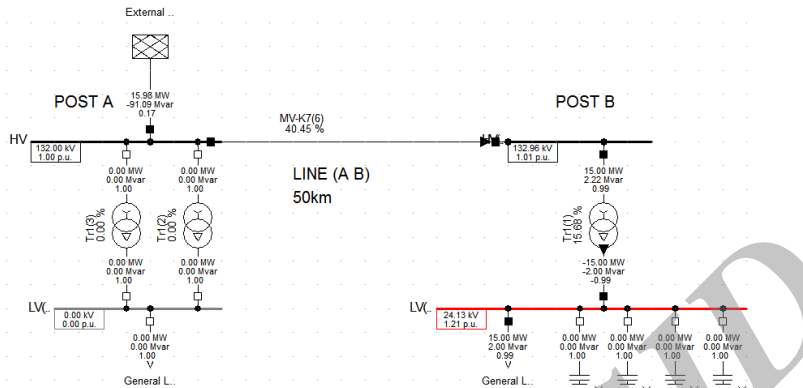 External ..
15.98 MW
-91.09 Mvar
0.17
POST A
POST B
MV-K7(6)
40.45 %
HV
132.00 kV
1.00 p.u.
132.96 kV
1.01 p.u.
LINE (A B)
50km
0.00 MW
0.00 Mvar
1.00
0.00 MW
0.00 Mvar
1.00
15.00 MW
2.22 Mvar
0.99
Tr1(3)
0.00 %
Tr1(2)
0.00 %
Tr1(1)
15.68 %
0.00 MW
0.00 Mvar
1.00
0.00 MW
0.00 Mvar
1.00
-15.00 MW
-2.00 Mvar
-0.99
LV(..
0.00 kV
0.00 p.u.
LV(..
24.13 kV
1.21 p.u.
0.00 MW
0.00 Mvar
1.00
15.00 MW
2.00 Mvar
0.99
0.00 MW
0.00 Mvar
1.00
0.00 MW
0.00 Mvar
1.00
0.00 MW
0.00 Mvar
1.00
0.00 MW
0.00 Mvar
1.00
General L..
General L..